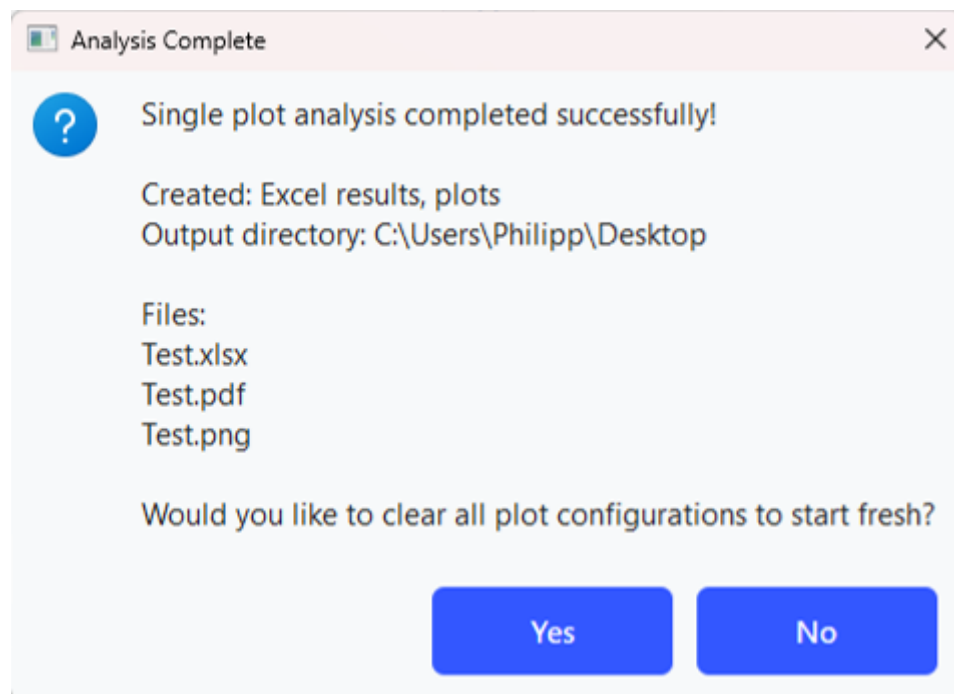 Analysis Complete
Single plot analysis completed successfully!
Created: Excel results, plots
Output directory: C:\Users\Philipp\Desktop
Files:
Test.xlsx
Test.pdf
Test.png
Would you like to clear all plot configurations to start fresh?
Yes No